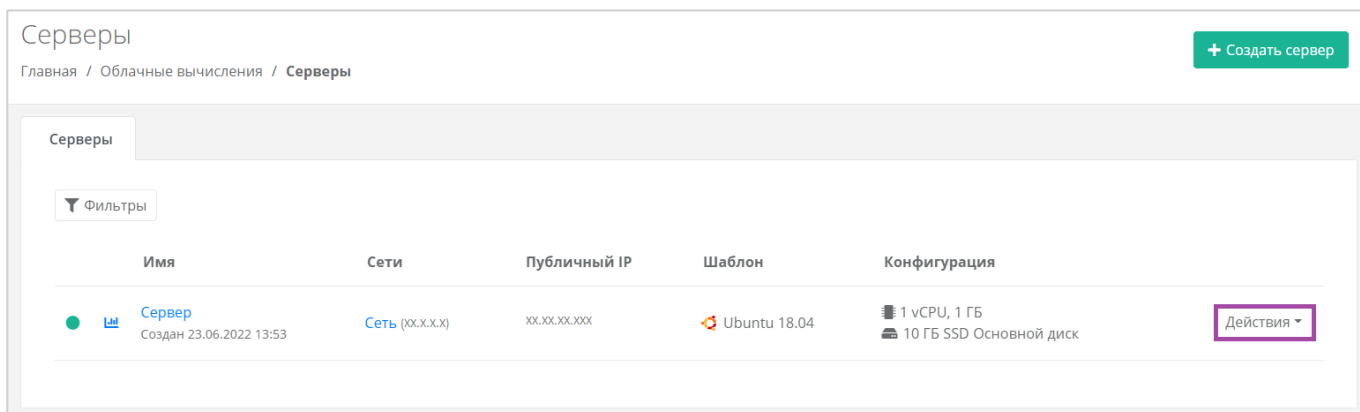 Серверы
+ Создать сервер
Главная / Облачные вычисления / Серверы
Серверы
Фильтры
Имя Сети Публичный IP Шаблон Конфигурация
Сервер
Создан 23.06.2022 13:53
Сеть (XX.X.X.X)
XX.XX.XX.XXX
Ubuntu 18.04
1 vCPU, 1 ГБ
10 ГБ SSD Основной диск
Действия